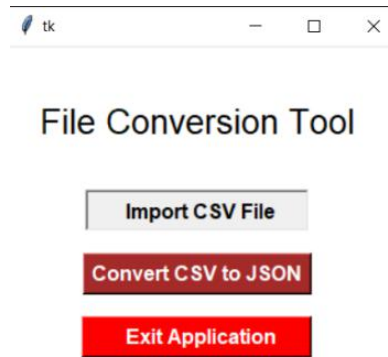 tk
File Conversion Tool
Import CSV File
Convert CSV to JSON
Exit Application